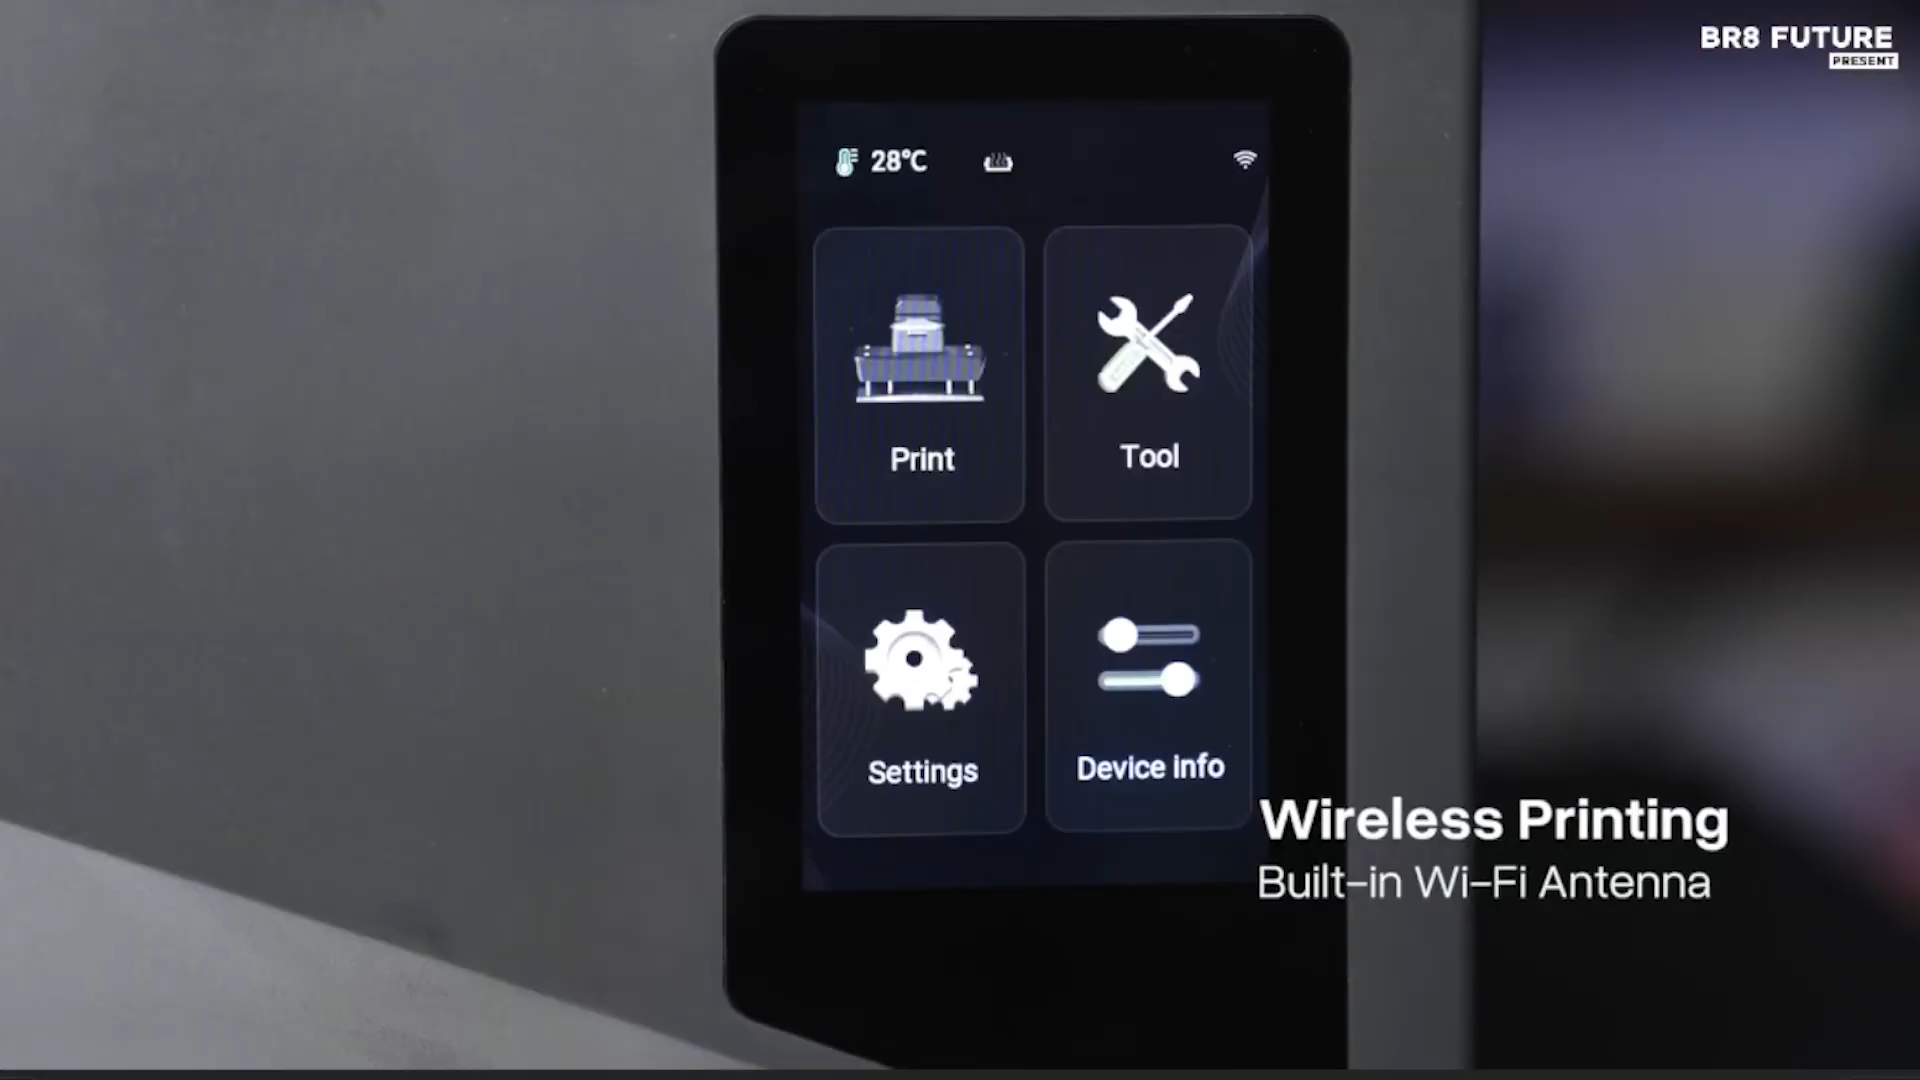 BR8 FUTURE
PRESENT
28°C
Print
Tool
Settings
Device info
Wireless Printing
Built-in Wi-Fi Antenna